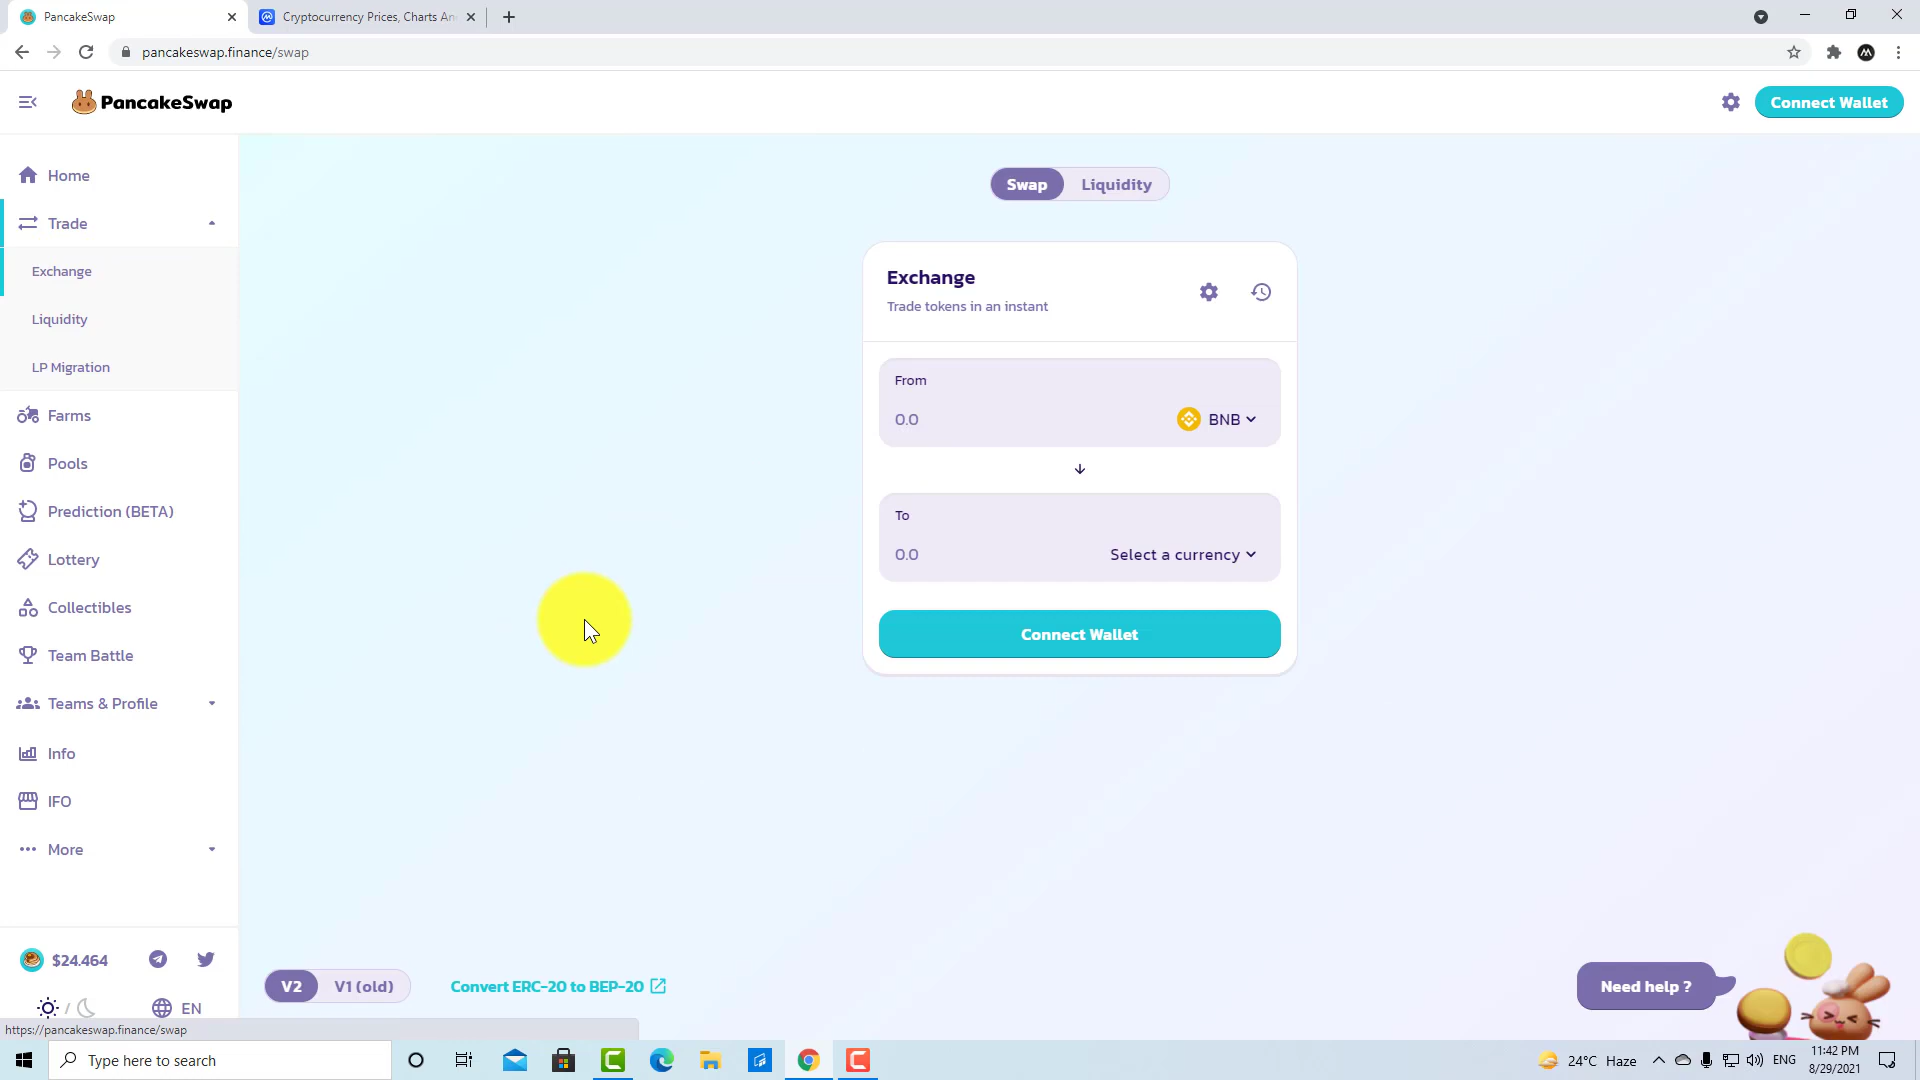 PancakeSwap
Cryptocurrency Prices, Charts An
pancakeswap.finance/swap
PancakeSwap
Connect Wallet
Home
Trade
Exchange
Liquidity
LP Migration
Farms
Pools
Prediction (BETA)
Lottery
Collectibles
Team Battle
Teams & Profile
Info
IFO
More
$24.464
/
EN
Swap
Liquidity
Exchange
Trade tokens in an instant
From
0.0
BNB
To
0.0
Select a currency
Connect Wallet
V2
V1 (old)
Convert ERC-20 to BEP-20
Need help ?
https://pancakeswap.finance/swap
Type here to search
24°C Haze
ENG
11:42 PM
8/29/2021